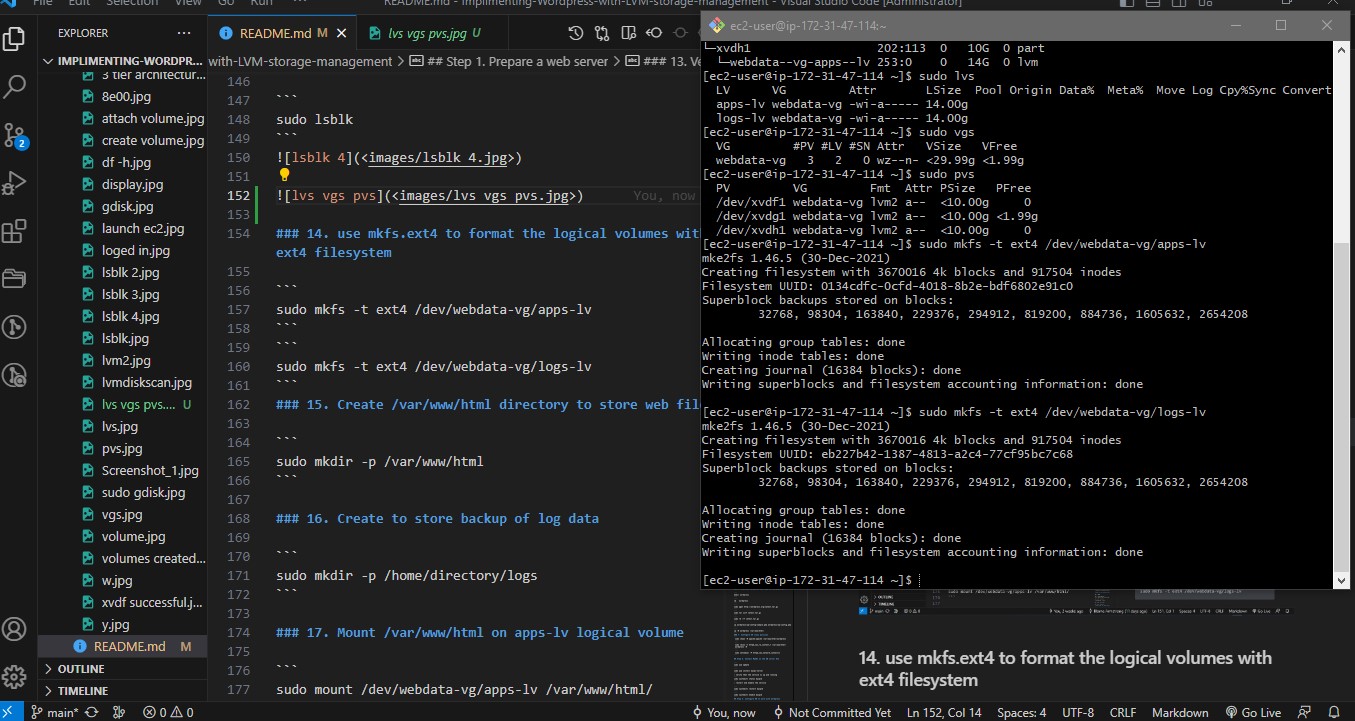 File Edit Selection View Go Run ···
README.md - Implimenting-Wordpress-with-LVM-storage-management - Visual Studio Code [Administrator]
EXPLORER ···
IMPLIMENTING-WORDPR...
3 tier architectur...
8e00.jpg
attach volume.jpg
create volume.jpg
df -h.jpg
display.jpg
gdisk.jpg
launch ec2.jpg
loged in.jpg
lsblk 2.jpg
lsblk 3.jpg
lsblk 4.jpg
lsblk.jpg
lvm2.jpg
lvmdiskscan.jpg
lvs vgs pvs.... U
lvs.jpg
pvs.jpg
Screenshot_1.jpg
sudo gdisk.jpg
vgs.jpg
volume.jpg
volumes created...
w.jpg
xvdf successful.j...
y.jpg
README.md M
OUTLINE
TIMELINE
2
README.md M
lvs vgs pvs.jpg U
with-LVM-storage-management > ## Step 1. Prepare a web server > ### 13. Ve
146
147 ```
148 sudo lsblk
149 ```
150 ![lsblk 4](<images/lsblk 4.jpg>)
151
152 ![lvs vgs pvs](<images/lvs vgs pvs.jpg>) You, now
153
154 ### 14. use mkfs.ext4 to format the logical volumes wit
ext4 filesystem
155
156 ```
157 sudo mkfs -t ext4 /dev/webdata-vg/apps-lv
158 ```
159 ```
160 sudo mkfs -t ext4 /dev/webdata-vg/logs-lv
161 ```
162 ### 15. Create /var/www/html directory to store web fil
163
164 ```
165 sudo mkdir -p /var/www/html
166 ```
167
168 ### 16. Create to store backup of log data
169
170 ```
171 sudo mkdir -p /home/directory/logs
172 ```
173
174 ### 17. Mount /var/www/html on apps-lv logical volume
175
176 ```
177 sudo mount /dev/webdata-vg/apps-lv /var/www/html/
ec2-user@ip-172-31-47-114:~
└─xvdh1 202:113 0 10G 0 part
└─webdata--vg-apps--lv 253:0 0 14G 0 lvm
[ec2-user@ip-172-31-47-114 ~]$ sudo lvs
LV VG Attr LSize Pool Origin Data% Meta% Move Log Cpy%Sync Convert
apps-lv webdata-vg -wi-a----- 14.00g
logs-lv webdata-vg -wi-a----- 14.00g
[ec2-user@ip-172-31-47-114 ~]$ sudo vgs
VG #PV #LV #SN Attr VSize VFree
webdata-vg 3 2 0 wz--n- <29.99g <1.99g
[ec2-user@ip-172-31-47-114 ~]$ sudo pvs
PV VG Fmt Attr PSize PFree
/dev/xvdf1 webdata-vg lvm2 a-- <10.00g 0
/dev/xvdg1 webdata-vg lvm2 a-- <10.00g <1.99g
/dev/xvdh1 webdata-vg lvm2 a-- <10.00g 0
[ec2-user@ip-172-31-47-114 ~]$ sudo mkfs -t ext4 /dev/webdata-vg/apps-lv
mke2fs 1.46.5 (30-Dec-2021)
Creating filesystem with 3670016 4k blocks and 917504 inodes
Filesystem UUID: 0134cdfc-0cfd-4018-8b2e-bdf6802e91c0
Superblock backups stored on blocks:
32768, 98304, 163840, 229376, 294912, 819200, 884736, 1605632, 2654208
Allocating group tables: done
Writing inode tables: done
Creating journal (16384 blocks): done
Writing superblocks and filesystem accounting information: done
[ec2-user@ip-172-31-47-114 ~]$ sudo mkfs -t ext4 /dev/webdata-vg/logs-lv
mke2fs 1.46.5 (30-Dec-2021)
Creating filesystem with 3670016 4k blocks and 917504 inodes
Filesystem UUID: eb227b42-1387-4813-a2c4-77cf95bc7c68
Superblock backups stored on blocks:
32768, 98304, 163840, 229376, 294912, 819200, 884736, 1605632, 2654208
Allocating group tables: done
Writing inode tables: done
Creating journal (16384 blocks): done
Writing superblocks and filesystem accounting information: done
[ec2-user@ip-172-31-47-114 ~]$
14. use mkfs.ext4 to format the logical volumes with
ext4 filesystem
main* 0 0 You, now Not Committed Yet Ln 152, Col 14 Spaces: 4 UTF-8 CRLF Markdown Go Live